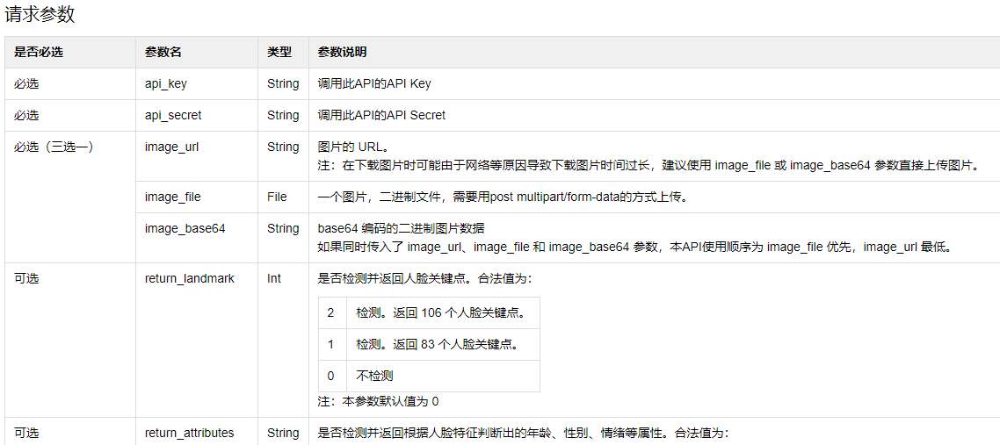 请求参数
是否必选 参数名 类型 参数说明
必选 api_key String 调用此API的API Key
必选 api_secret String 调用此API的API Secret
必选（三选一） image_url String 图片的 URL。
注：在下载图片时可能由于网络等原因导致下载图片时间过长，建议使用 image_file 或 image_base64 参数直接上传图片。
image_file File 一个图片，二进制文件，需要用post multipart/form-data的方式上传。
image_base64 String base64 编码的二进制图片数据
如果同时传入了 image_url、image_file 和 image_base64 参数，本API使用顺序为 image_file 优先，image_url 最低。
可选 return_landmark Int 是否检测并返回人脸关键点。合法值为：
2 检测。返回 106 个人脸关键点。
1 检测。返回 83 个人脸关键点。
0 不检测
注：本参数默认值为 0
可选 return_attributes String 是否检测并返回根据人脸特征判断出的年龄、性别、情绪等属性。合法值为：